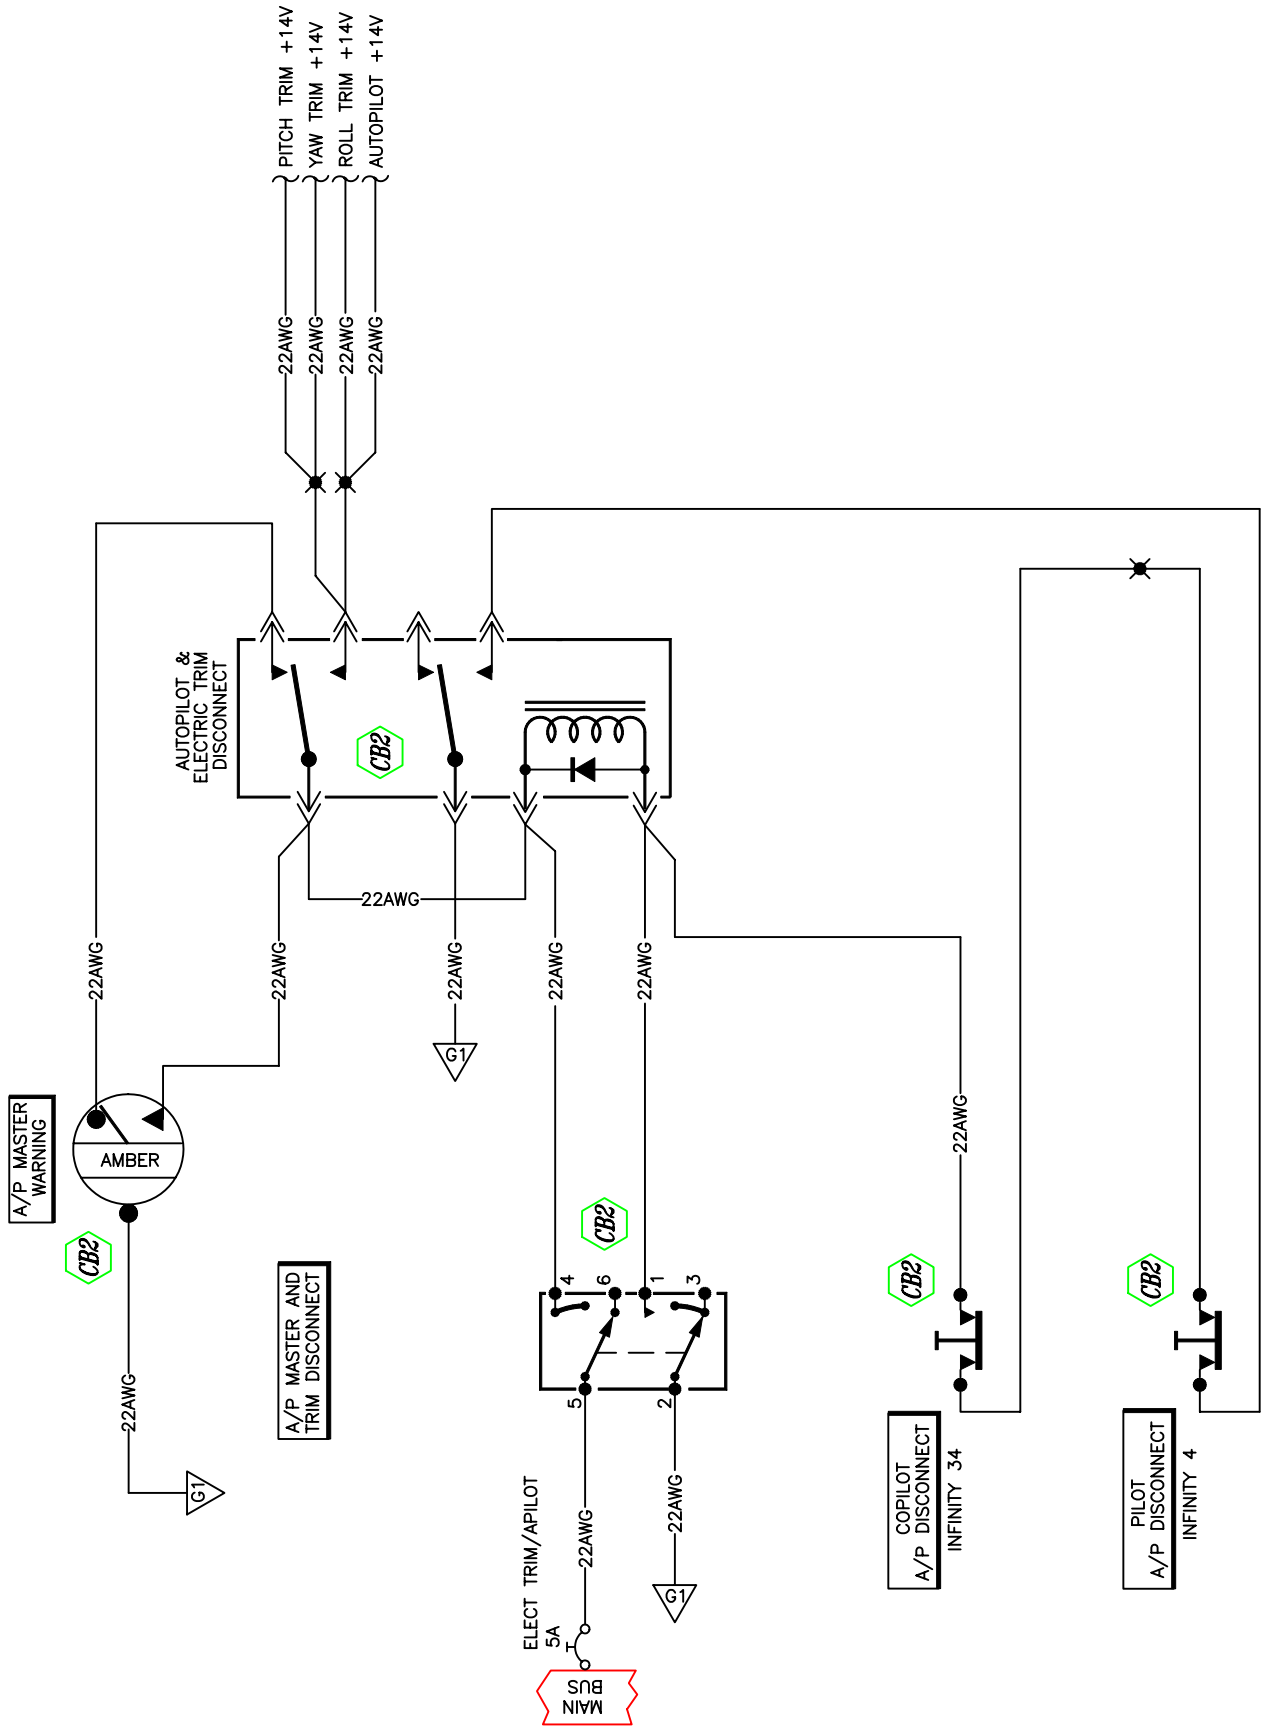 PITCH TRIM +14V
YAW TRIM +14V
ROLL TRIM +14V
AUTOPILOT +14V
22AWG
22AWG
22AWG
22AWG
AUTOPILOT &
ELECTRIC TRIM
DISCONNECT
CB2
22AWG
22AWG
22AWG
22AWG
22AWG
22AWG
G1
A/P MASTER
WARNING
AMBER
CB2
22AWG
G1
A/P MASTER AND
TRIM DISCONNECT
CB2
4
6
1
3
5
2
22AWG
22AWG
G1
ELECT TRIM/APILOT
5A
MAIN
BUS
22AWG
CB2
COPILOT
A/P DISCONNECT
INFINITY 34
CB2
PILOT
A/P DISCONNECT
INFINITY 4